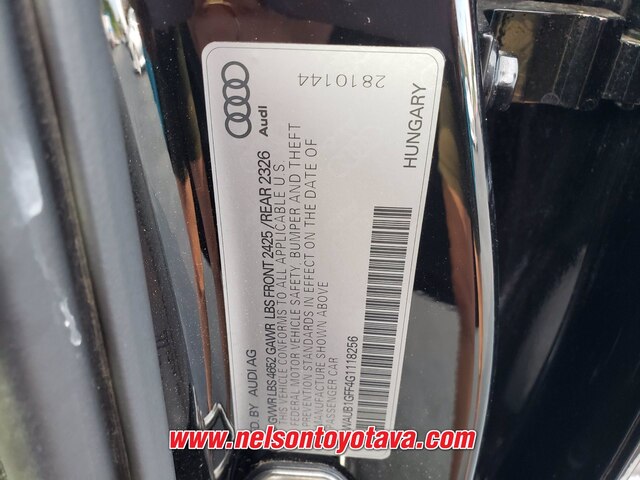 Audi
2810144
D BY AUDI AG
GWVR LBS 4662 GAWR LBS FRONT 2425 / REAR 2326
THIS VEHICLE CONFORMS TO ALL APPLICABLE U.S.
FEDERAL MOTOR VEHICLE SAFETY, BUMPER AND THEFT
PREVENTION STANDARDS IN EFFECT ON THE DATE OF
MANUFACTURE SHOWN ABOVE
PASSENGER CAR
HUNGARY
WAUB1GFF4G1118256
www.nelsontoyotava.com